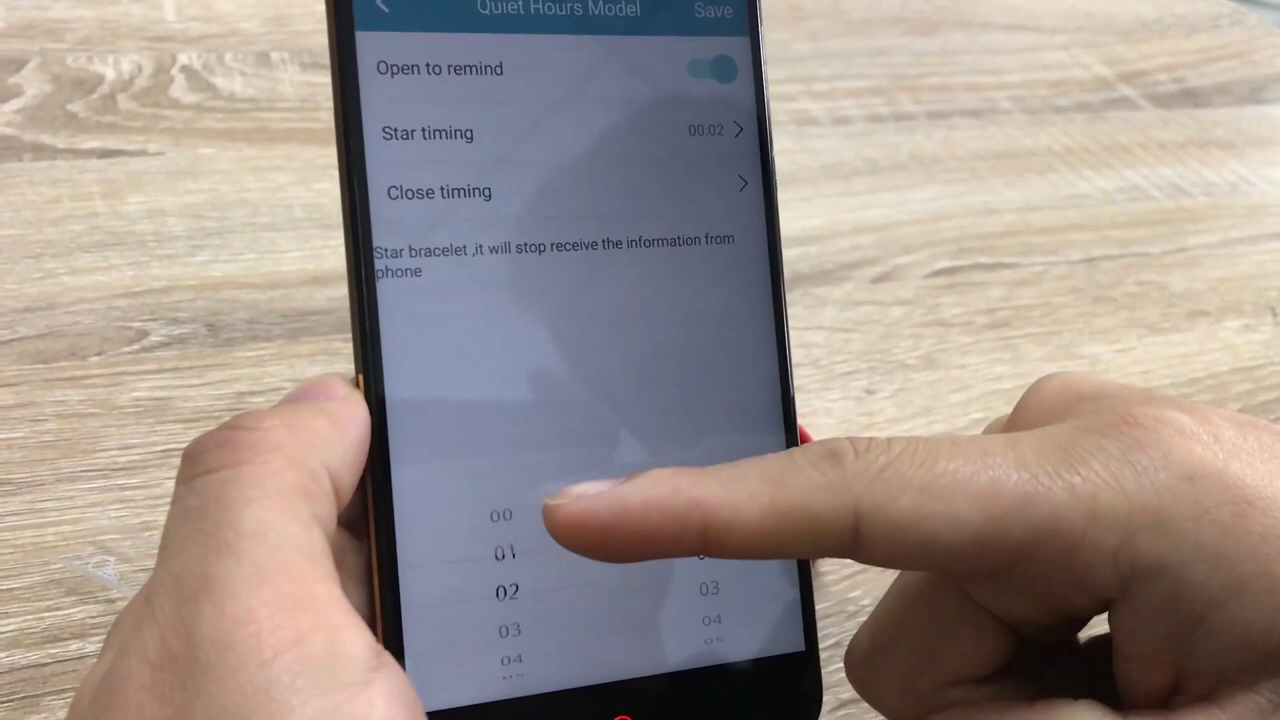 Quiet Hours Model Save
Open to remind
Star timing 00:02
Close timing
Star bracelet ,it will stop receive the information from
phone
00
01
02
03 03
04 04
05